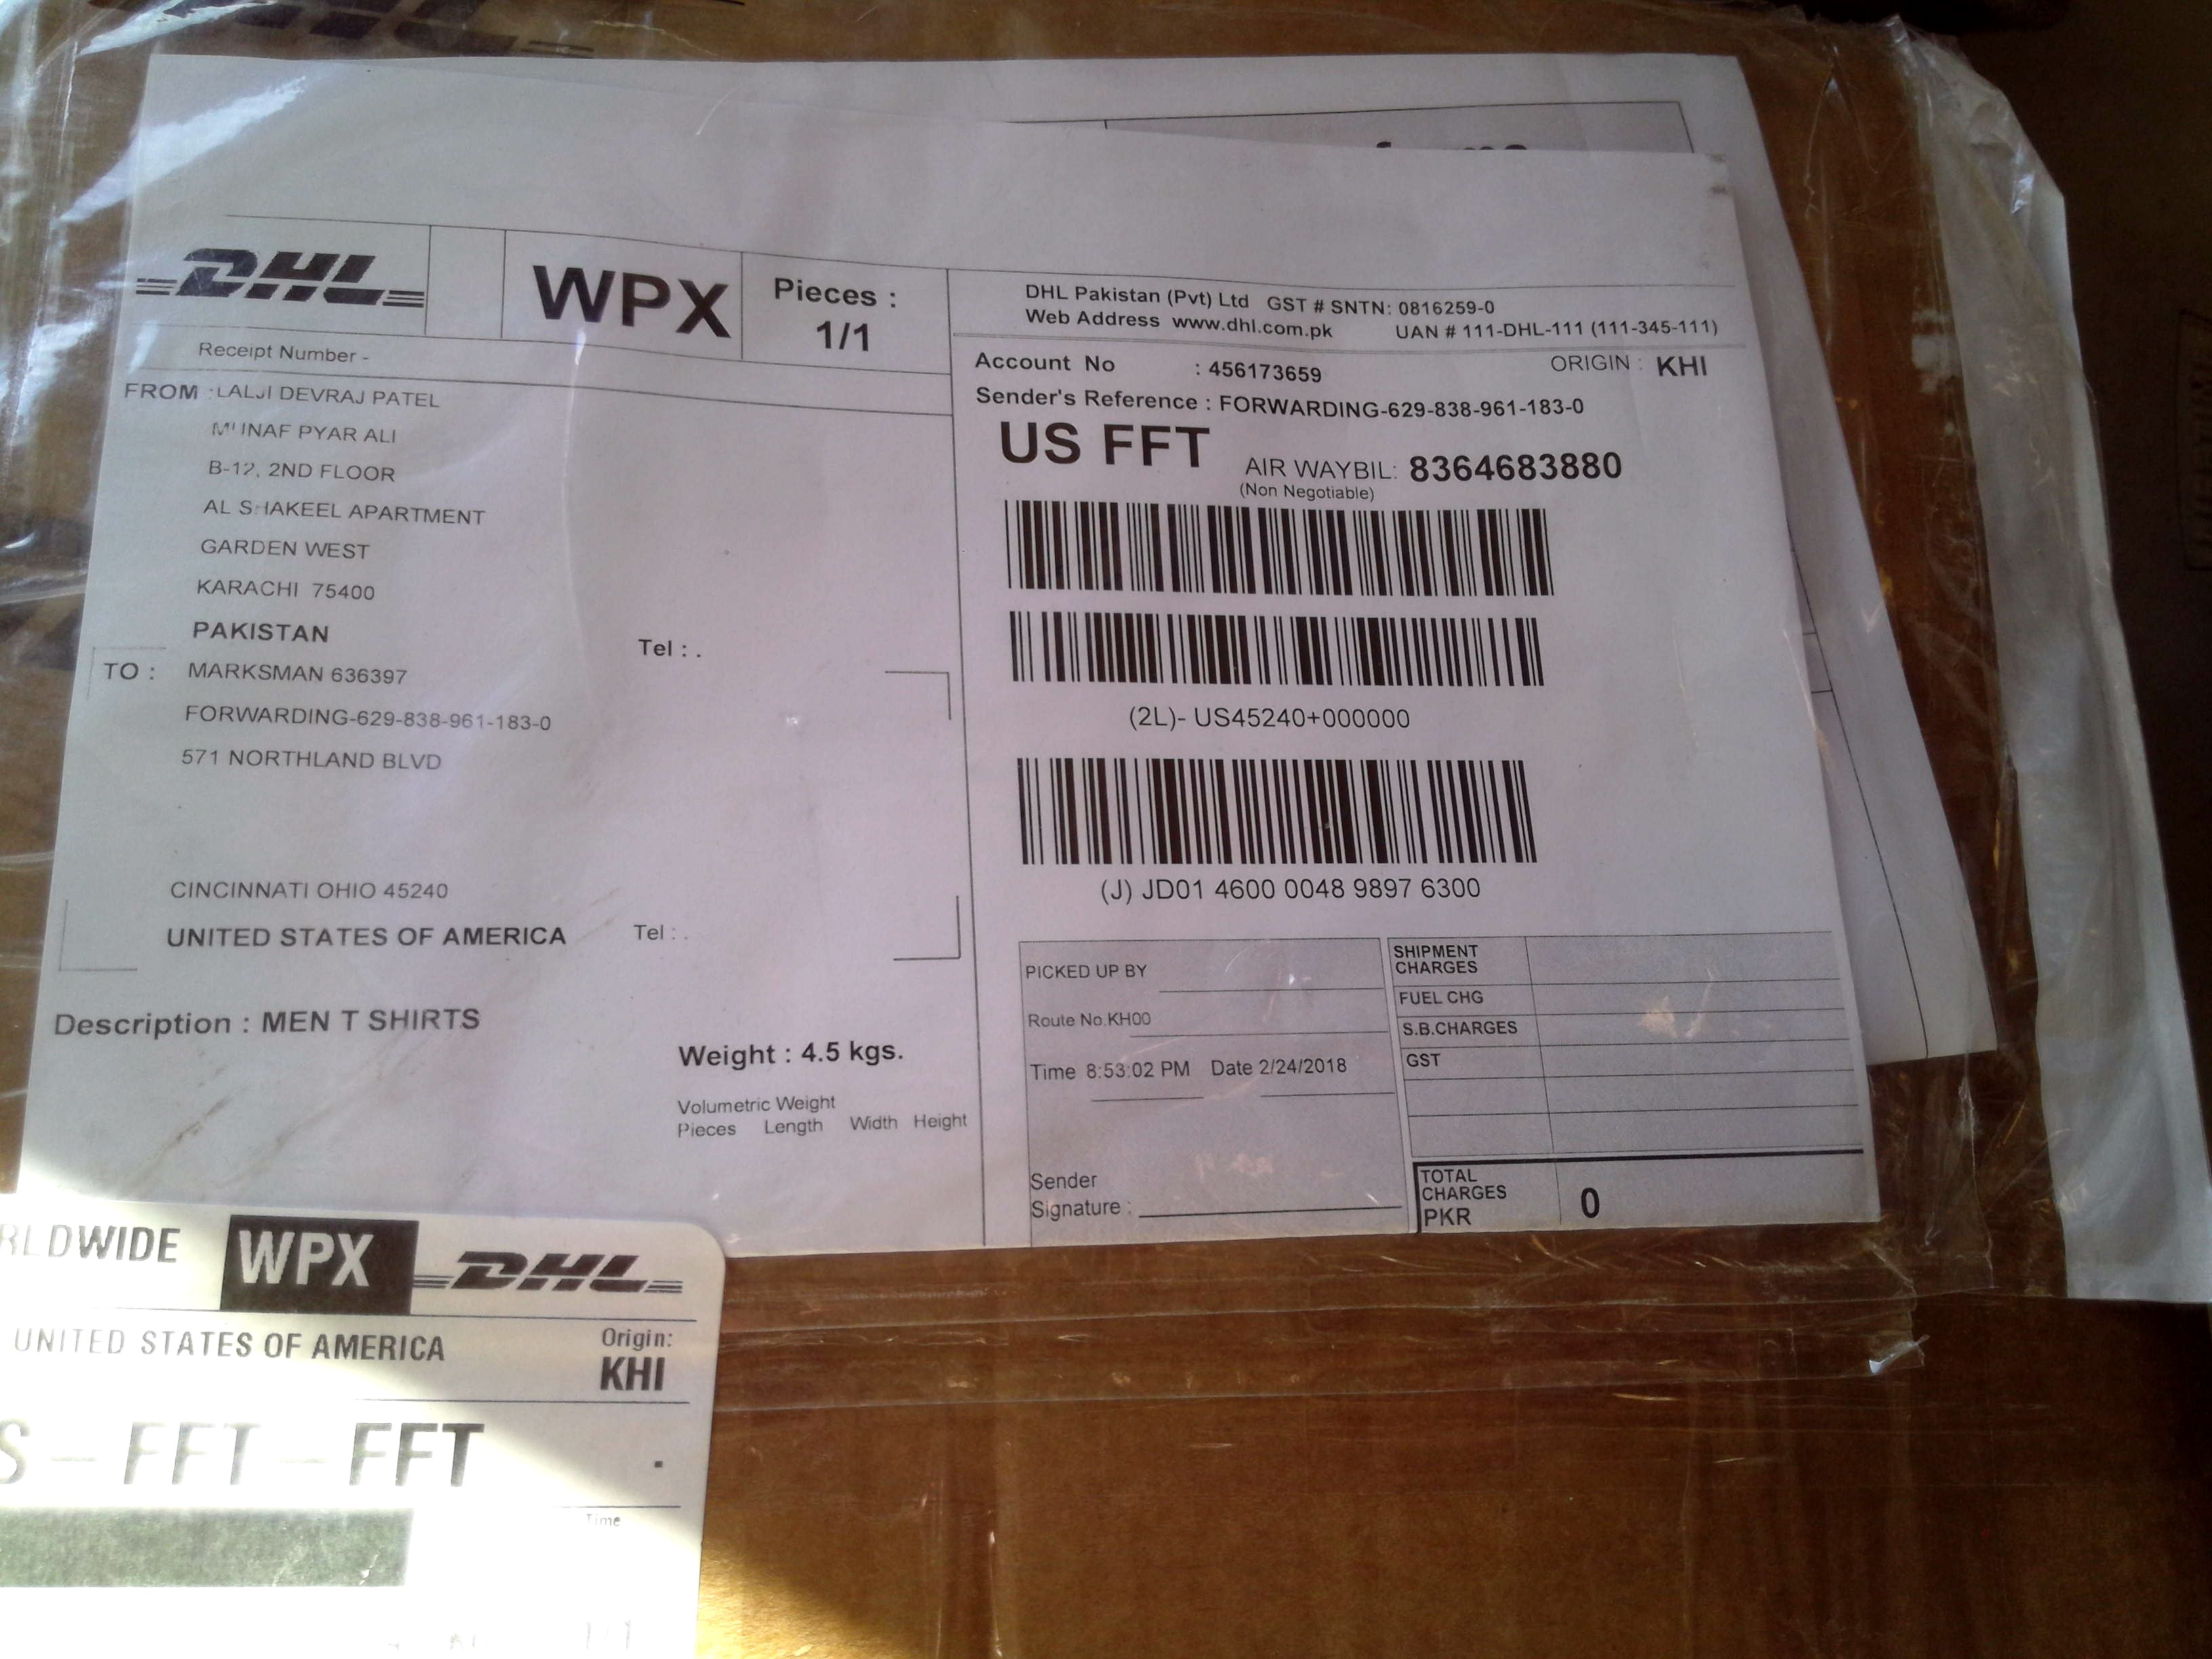 DHL
WPX
Pieces :
1/1
DHL Pakistan (Pvt) Ltd GST # SNTN: 0816259-0
Web Address www.dhl.com.pk UAN # 111-DHL-111 (111-345-111)
Receipt Number -
FROM : LALJI DEVRAJ PATEL
MUNAF PYAR ALI
B-12, 2ND FLOOR
AL SHAKEEL APARTMENT
GARDEN WEST
KARACHI 75400
PAKISTAN
Tel : .
TO : MARKSMAN 636397
FORWARDING-629-838-961-183-0
571 NORTHLAND BLVD
CINCINNATI OHIO 45240
UNITED STATES OF AMERICA Tel : .
Description : MEN T SHIRTS
Weight : 4.5 kgs.
Volumetric Weight
Pieces Length Width Height
Account No : 456173659 ORIGIN : KHI
Sender's Reference : FORWARDING-629-838-961-183-0
US FFT AIR WAYBIL: 8364683880
(Non Negotiable)
(2L)- US45240+000000
(J) JD01 4600 0048 9897 6300
PICKED UP BY
Route No.KH00
Time 8:53:02 PM Date 2/24/2018
Sender
Signature :
SHIPMENT
CHARGES
FUEL CHG
S.B.CHARGES
GST
TOTAL
CHARGES
PKR
0
RLDWIDE WPX DHL
UNITED STATES OF AMERICA
Origin:
KHI
S – FFT – FFT
Time
1/1